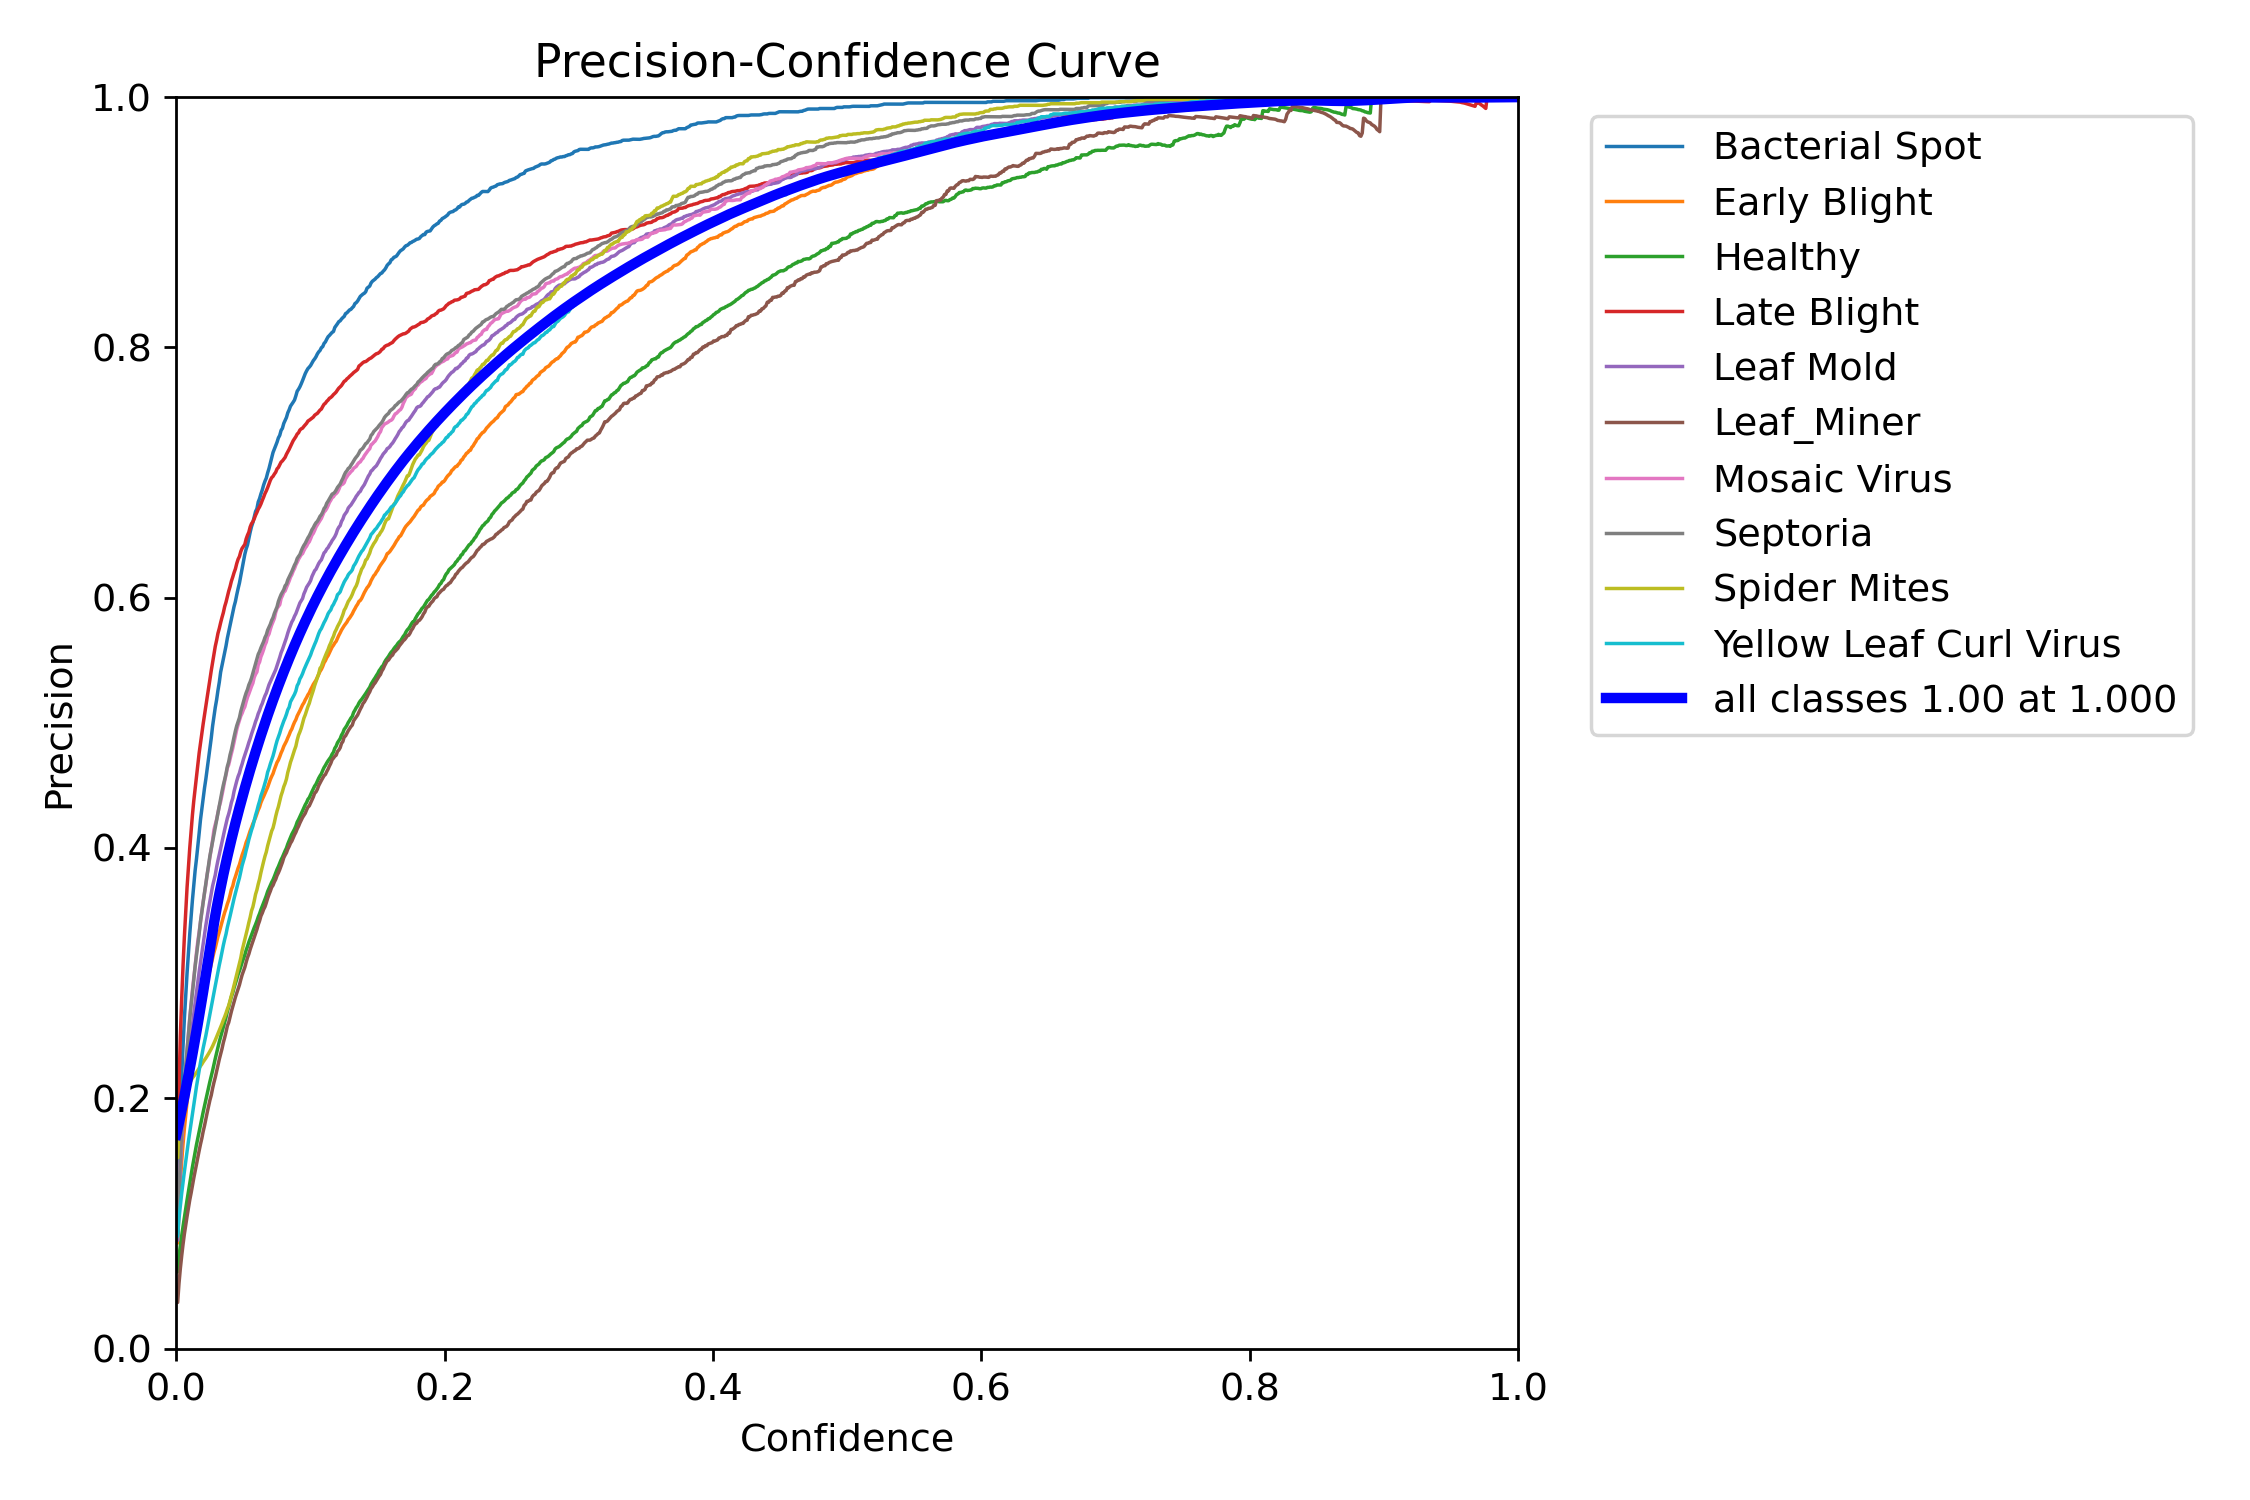 Precision-Confidence Curve
1.0
0.8
0.6
0.4
0.2
0.0
Precision
0.0 0.2 0.4 0.6 0.8 1.0
Confidence
Bacterial Spot
Early Blight
Healthy
Late Blight
Leaf Mold
Leaf_Miner
Mosaic Virus
Septoria
Spider Mites
Yellow Leaf Curl Virus
all classes 1.00 at 1.000